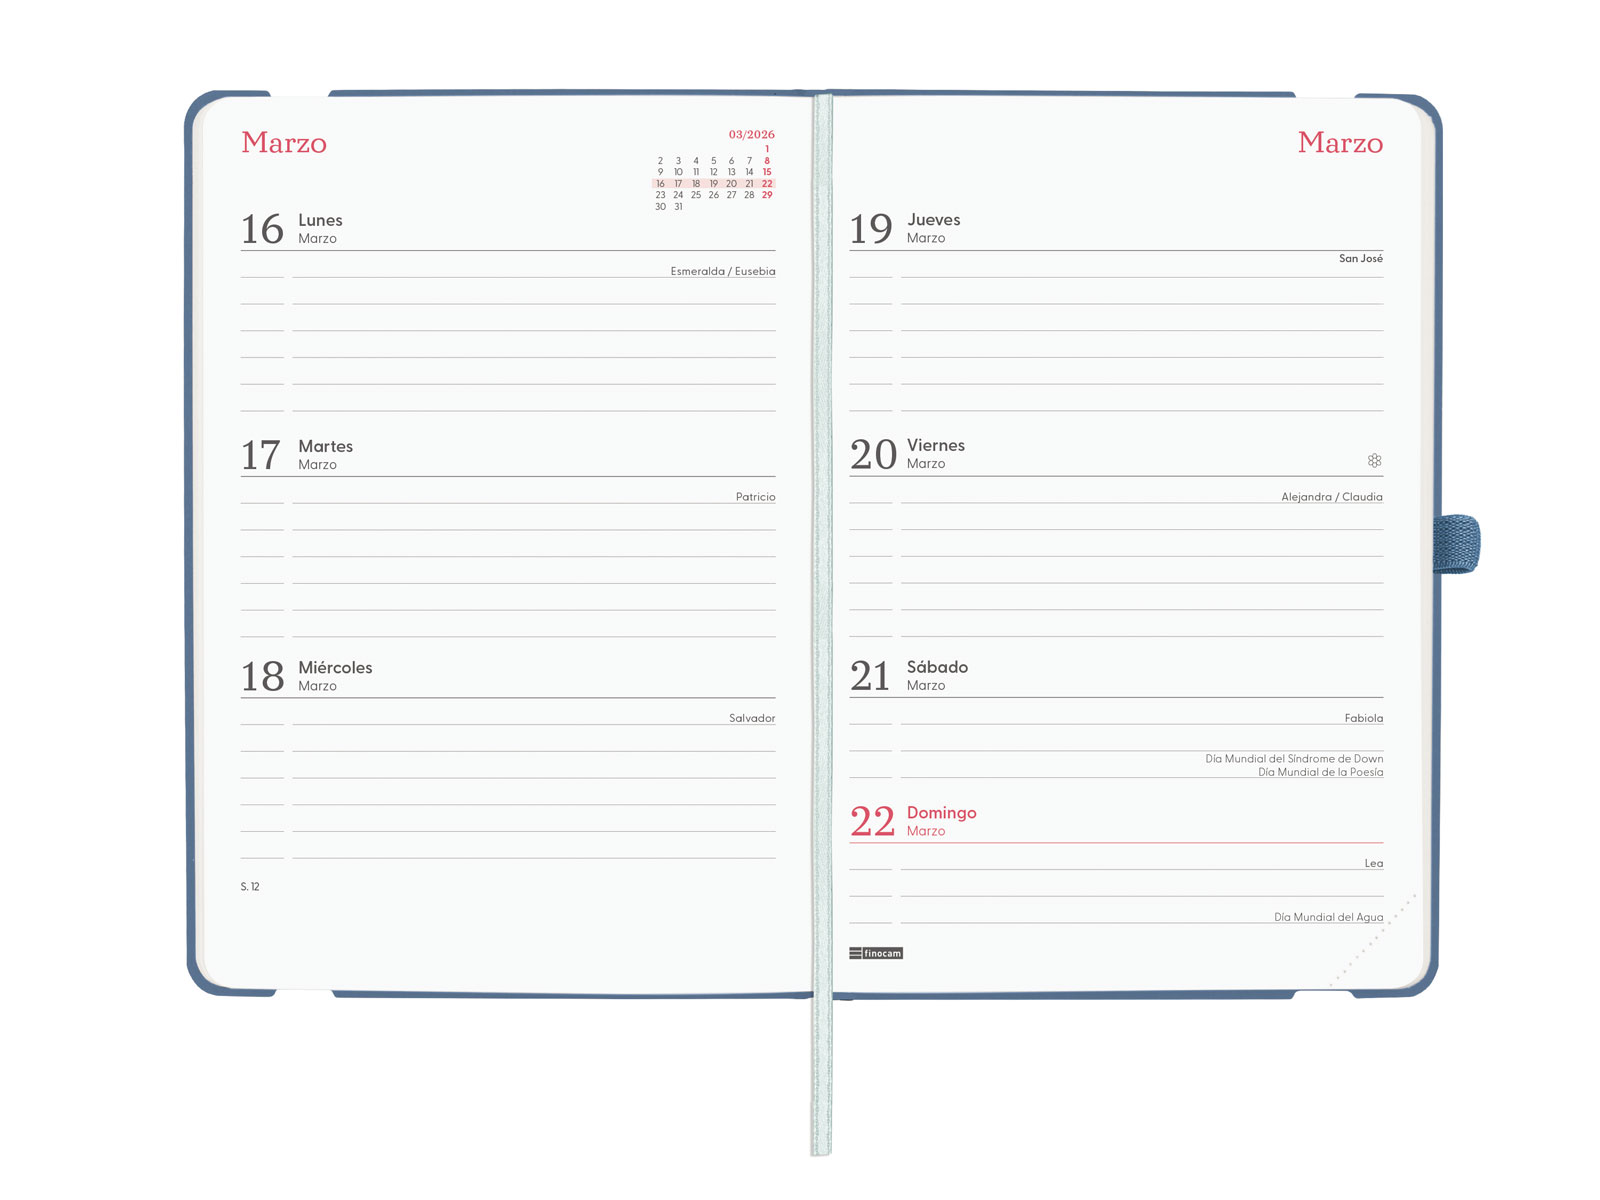 Marzo
03/2026
1
2 3 4 5 6 7 8
9 10 11 12 13 14 15
16 17 18 19 20 21 22
23 24 25 26 27 28 29
30 31
16 Lunes
Marzo
Esmeralda / Eusebia
17 Martes
Marzo
Patricio
18 Miércoles
Marzo
Salvador
S. 12
Marzo
19 Jueves
Marzo
San José
20 Viernes
Marzo
Alejandra / Claudia
21 Sábado
Marzo
Fabiola
Día Mundial del Síndrome de Down
Día Mundial de la Poesía
22 Domingo
Marzo
Lea
Día Mundial del Agua
finocam